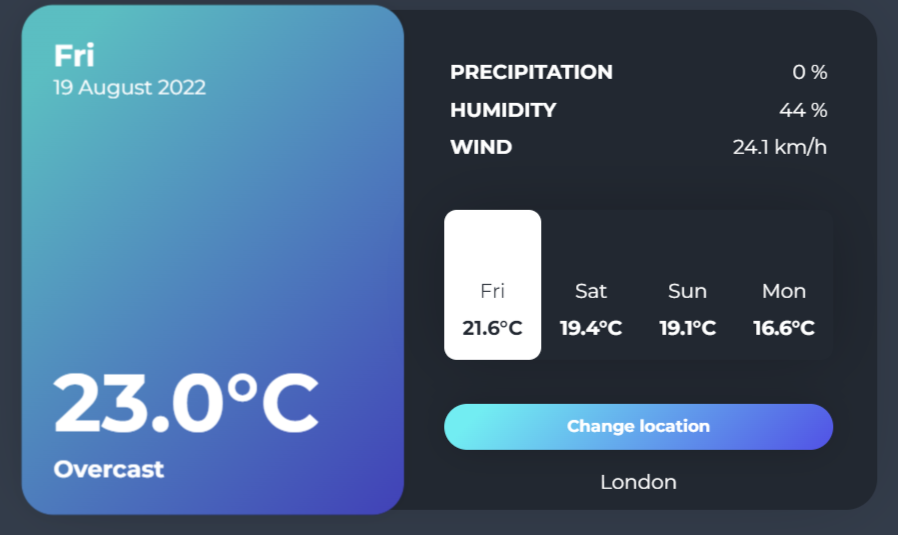 Fri
19 August 2022
23.0°C
Overcast
PRECIPITATION 0 %
HUMIDITY 44 %
WIND 24.1 km/h
Fri Sat Sun Mon
21.6°C 19.4°C 19.1°C 16.6°C
Change location
London